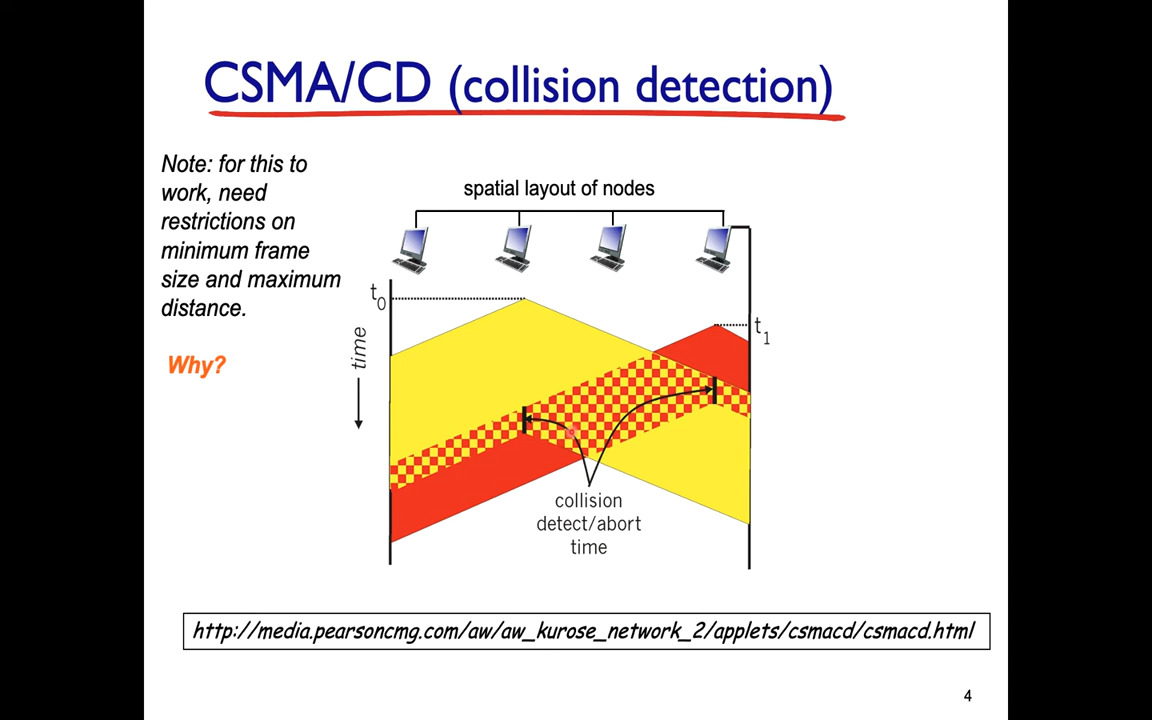 CSMA/CD (collision detection)
Note: for this to
work, need
restrictions on
minimum frame
size and maximum
distance.
Why?
spatial layout of nodes
t0
time
t1
collision
detect/abort
time
http://media.pearsoncmg.com/aw/aw_kurose_network_2/applets/csmacd/csmacd.html
4